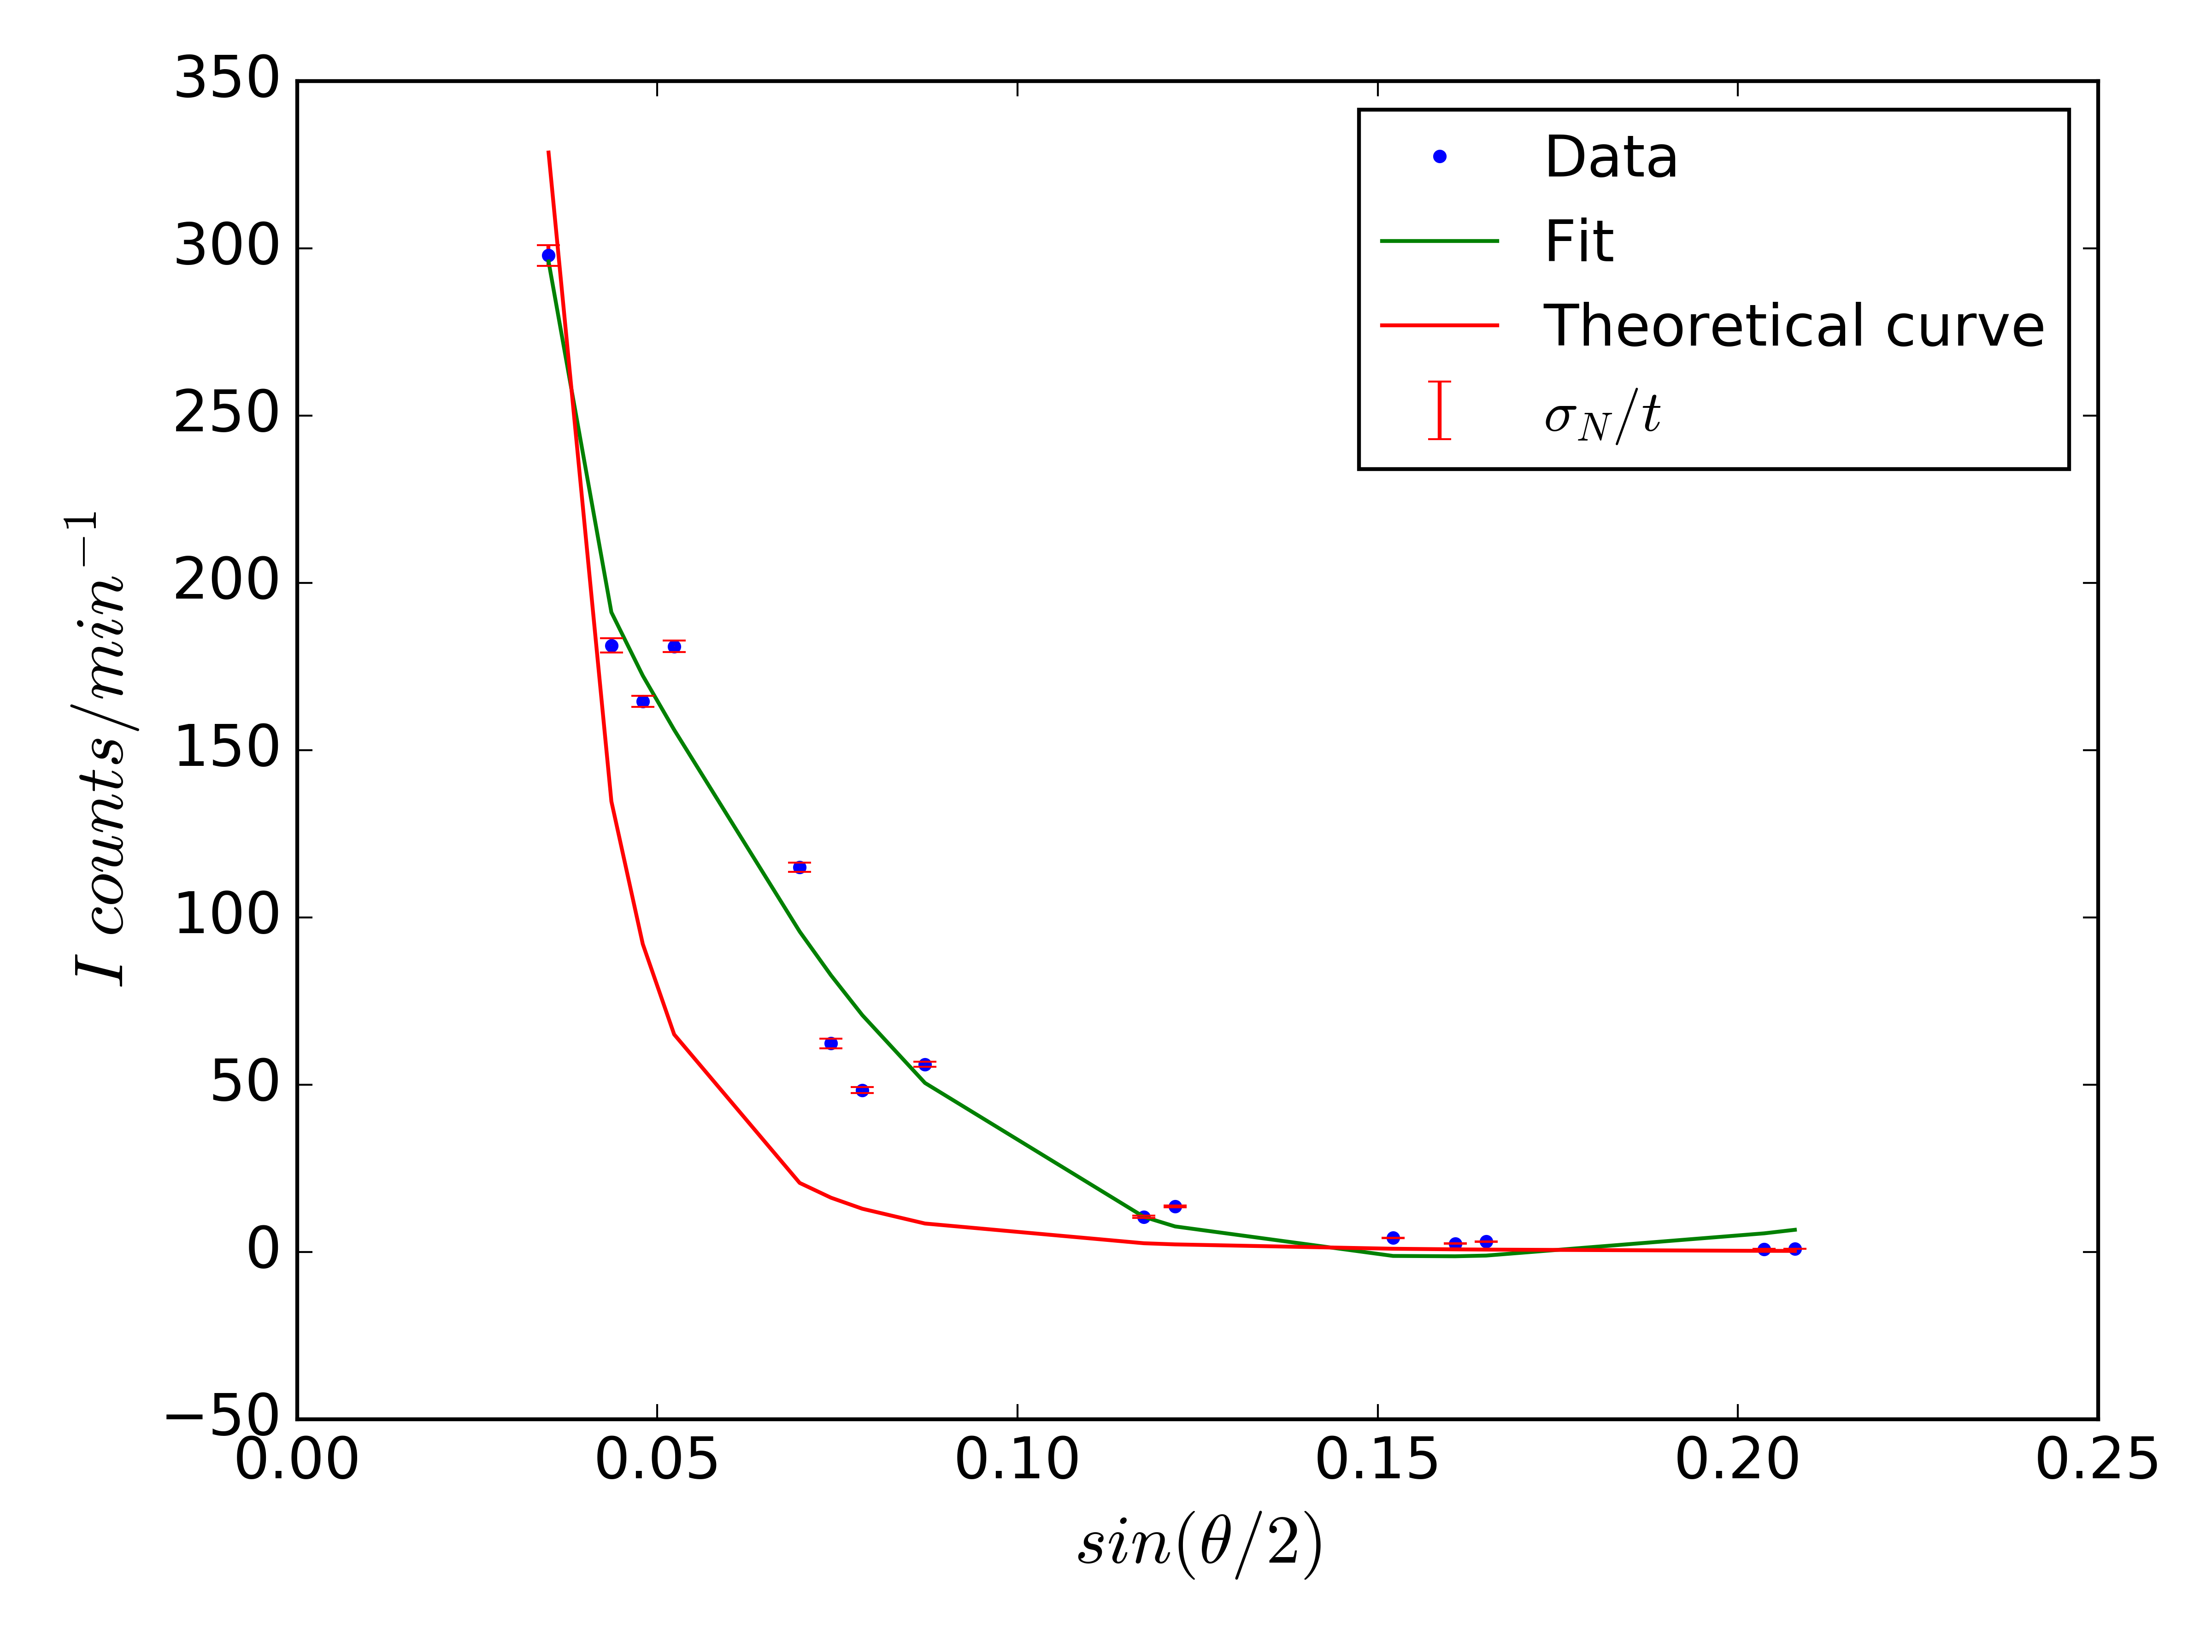 350
300
250
200
150
100
50
0
−50
0.00 0.05 0.10 0.15 0.20 0.25
I counts/min⁻¹
sin(θ/2)
Data
Fit
Theoretical curve
σ_N/t